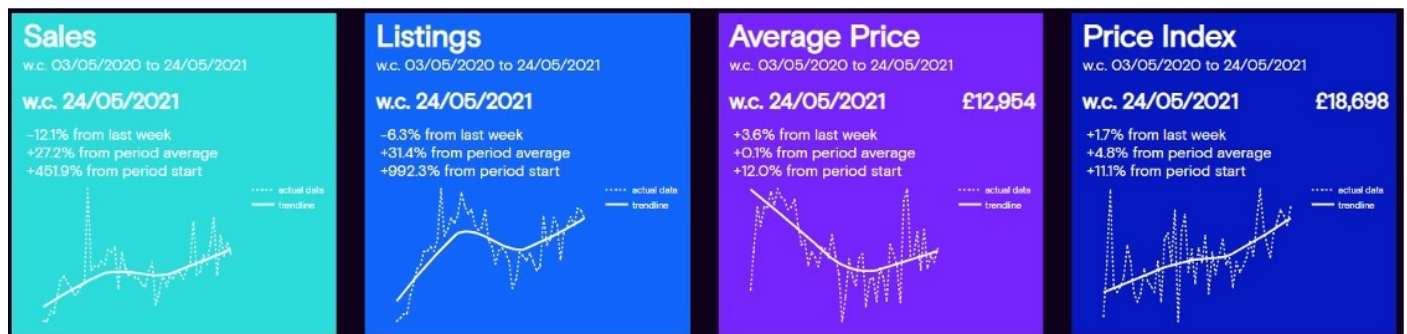 Sales
w.c. 03/05/2020 to 24/05/2021
w.c. 24/05/2021
-12.1% from last week
+27.2% from period average
+451.9% from period start
actual data
trendline
Listings
w.c. 03/05/2020 to 24/05/2021
w.c. 24/05/2021
-6.3% from last week
+31.4% from period average
+992.3% from period start
actual data
trendline
Average Price
w.c. 03/05/2020 to 24/05/2021
w.c. 24/05/2021 £12,954
+3.6% from last week
+0.1% from period average
+12.0% from period start
actual data
trendline
Price Index
w.c. 03/05/2020 to 24/05/2021
w.c. 24/05/2021 £18,698
+1.7% from last week
+4.8% from period average
+11.1% from period start
actual data
trendline